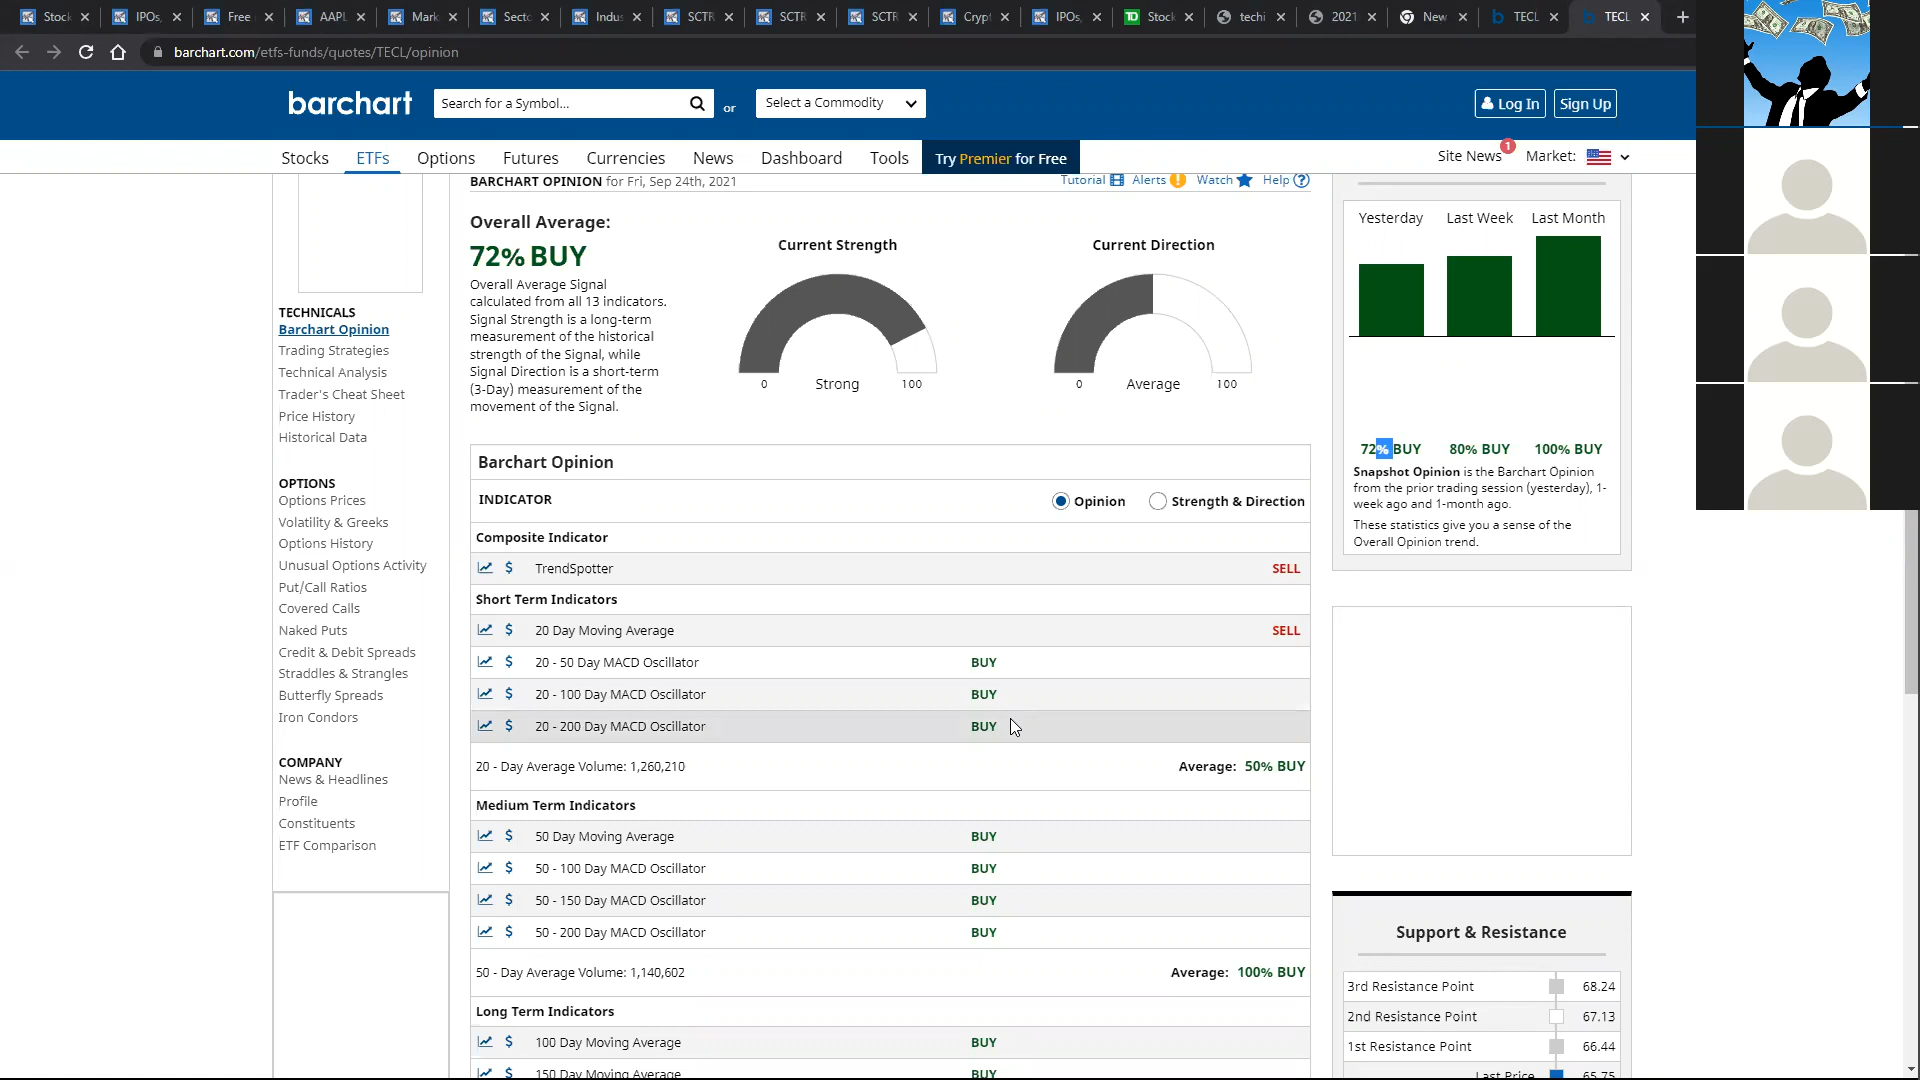 Stock
IPOs,
Free
AAPL
Mark
Secto
Indus
SCTR
SCTR
SCTR
Crypt
IPOs,
Stock
techi
2021
New
TECL
TECL
barchart.com/etfs-funds/quotes/TECL/opinion
barchart
Search for a Symbol...
or
Select a Commodity
Log In
Sign Up
Stocks
ETFs
Options
Futures
Currencies
News
Dashboard
Tools
Try Premier for Free
Site News 1
Market:
BARCHART OPINION for Fri, Sep 24th, 2021
Tutorial
Alerts
Watch
Help
Overall Average:
72% BUY
Overall Average Signal
calculated from all 13 indicators.
Signal Strength is a long-term
measurement of the historical
strength of the Signal, while
Signal Direction is a short-term
(3-Day) measurement of the
movement of the Signal.
Current Strength
0 Strong 100
Current Direction
0 Average 100
Yesterday Last Week Last Month
72% BUY 80% BUY 100% BUY
Snapshot Opinion is the Barchart Opinion
from the prior trading session (yesterday), 1-
week ago and 1-month ago.
These statistics give you a sense of the
Overall Opinion trend.
TECHNICALS
Barchart Opinion
Trading Strategies
Technical Analysis
Trader's Cheat Sheet
Price History
Historical Data
OPTIONS
Options Prices
Volatility & Greeks
Options History
Unusual Options Activity
Put/Call Ratios
Covered Calls
Naked Puts
Credit & Debit Spreads
Straddles & Strangles
Butterfly Spreads
Iron Condors
COMPANY
News & Headlines
Profile
Constituents
ETF Comparison
Barchart Opinion
INDICATOR Opinion Strength & Direction
Composite Indicator
TrendSpotter SELL
Short Term Indicators
20 Day Moving Average SELL
20 - 50 Day MACD Oscillator BUY
20 - 100 Day MACD Oscillator BUY
20 - 200 Day MACD Oscillator BUY
20 - Day Average Volume: 1,260,210 Average: 50% BUY
Medium Term Indicators
50 Day Moving Average BUY
50 - 100 Day MACD Oscillator BUY
50 - 150 Day MACD Oscillator BUY
50 - 200 Day MACD Oscillator BUY
50 - Day Average Volume: 1,140,602 Average: 100% BUY
Long Term Indicators
100 Day Moving Average BUY
150 Day Moving Average BUY
Support & Resistance
3rd Resistance Point 68.24
2nd Resistance Point 67.13
1st Resistance Point 66.44
Last Price 65.75